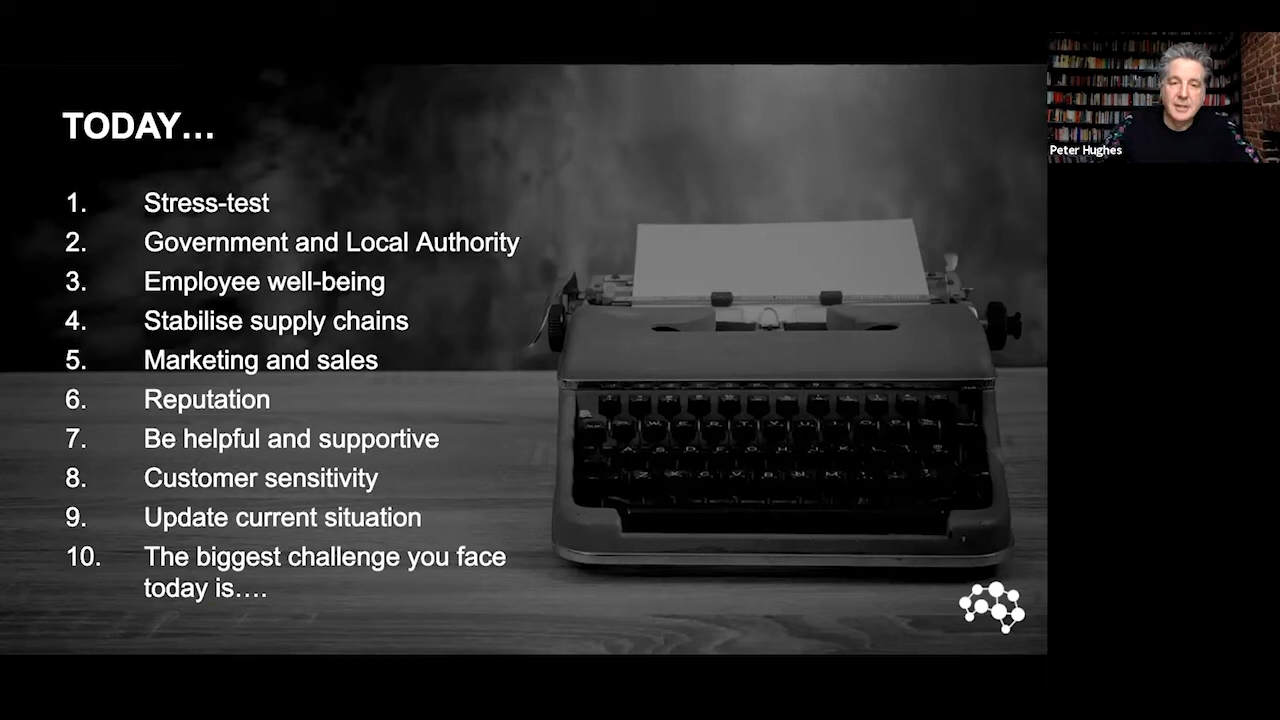 TODAY…
1. Stress-test
2. Government and Local Authority
3. Employee well-being
4. Stabilise supply chains
5. Marketing and sales
6. Reputation
7. Be helpful and supportive
8. Customer sensitivity
9. Update current situation
10. The biggest challenge you face
today is….
Peter Hughes